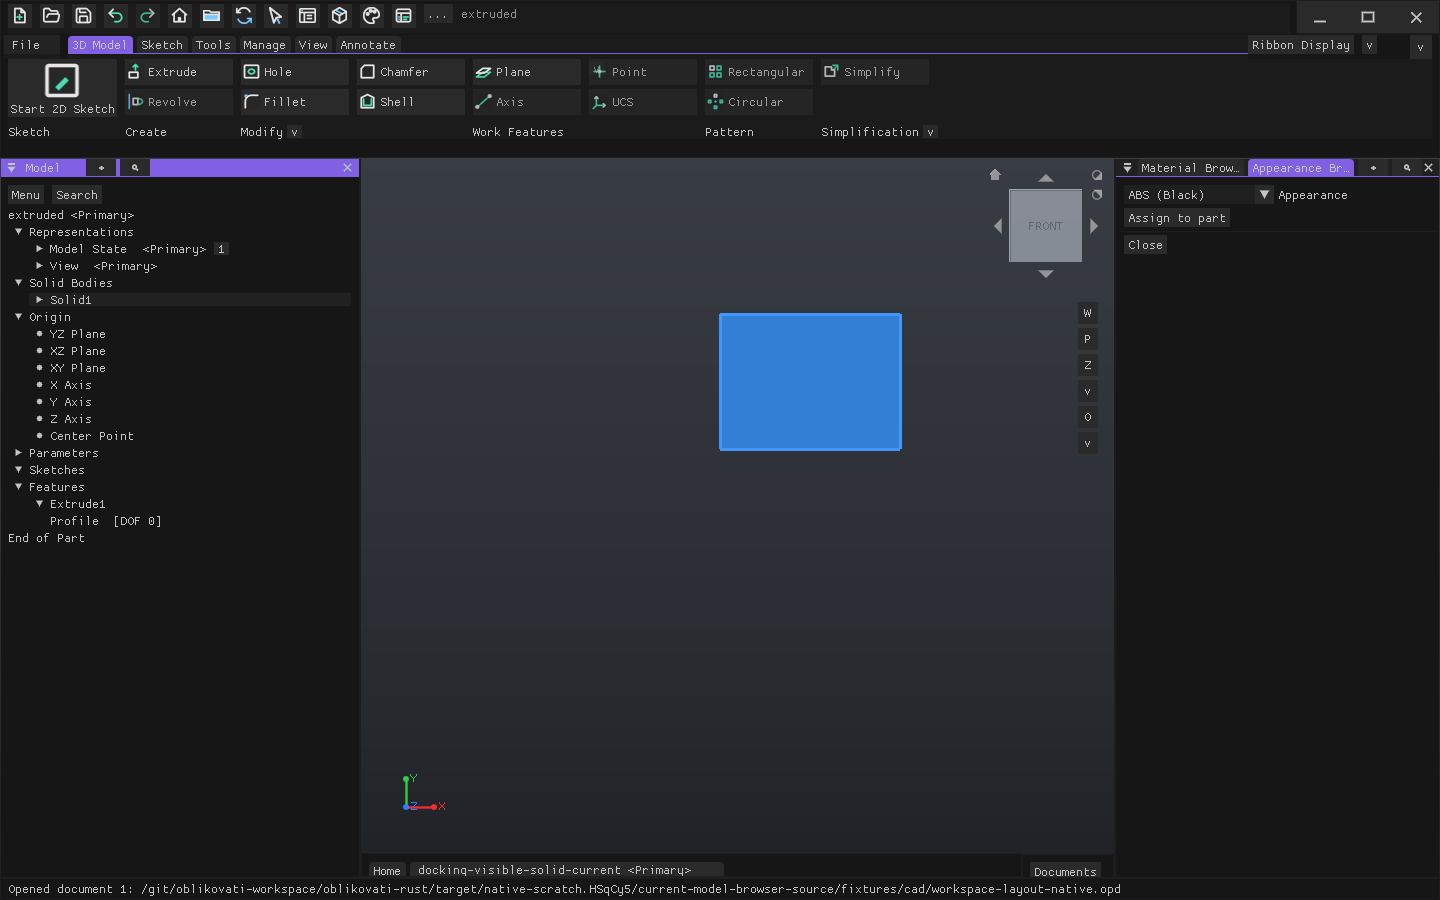 ... extruded
File 3D Model Sketch Tools Manage View Annotate Ribbon Display v v
Start 2D Sketch
Extrude Hole Chamfer Plane Point Rectangular Simplify
Revolve Fillet Shell Axis UCS Circular
Sketch Create Modify v Work Features Pattern Simplification v
Model
Menu Search
extruded <Primary>
Representations
Model State <Primary> 1
View <Primary>
Solid Bodies
Solid1
Origin
YZ Plane
XZ Plane
XY Plane
X Axis
Y Axis
Z Axis
Center Point
Parameters
Sketches
Features
Extrude1
Profile [DOF 0]
End of Part
FRONT
W
P
Z
v
O
v
Y
Z X
Material Brow… Appearance Br…
ABS (Black) Appearance
Assign to part
Close
Home docking-visible-solid-current <Primary> Documents
Opened document 1: /git/oblikovati-workspace/oblikovati-rust/target/native-scratch.HSqCy5/current-model-browser-source/fixtures/cad/workspace-layout-native.opd